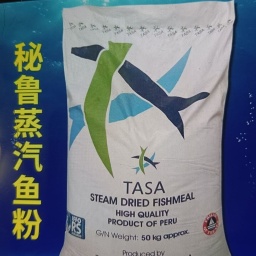 秘鲁蒸汽鱼粉
TASA
STEAM DRIED FISHMEAL
HIGH QUALITY
PRODUCT OF PERU
G/N Weight: 50 kg approx.
Produced by